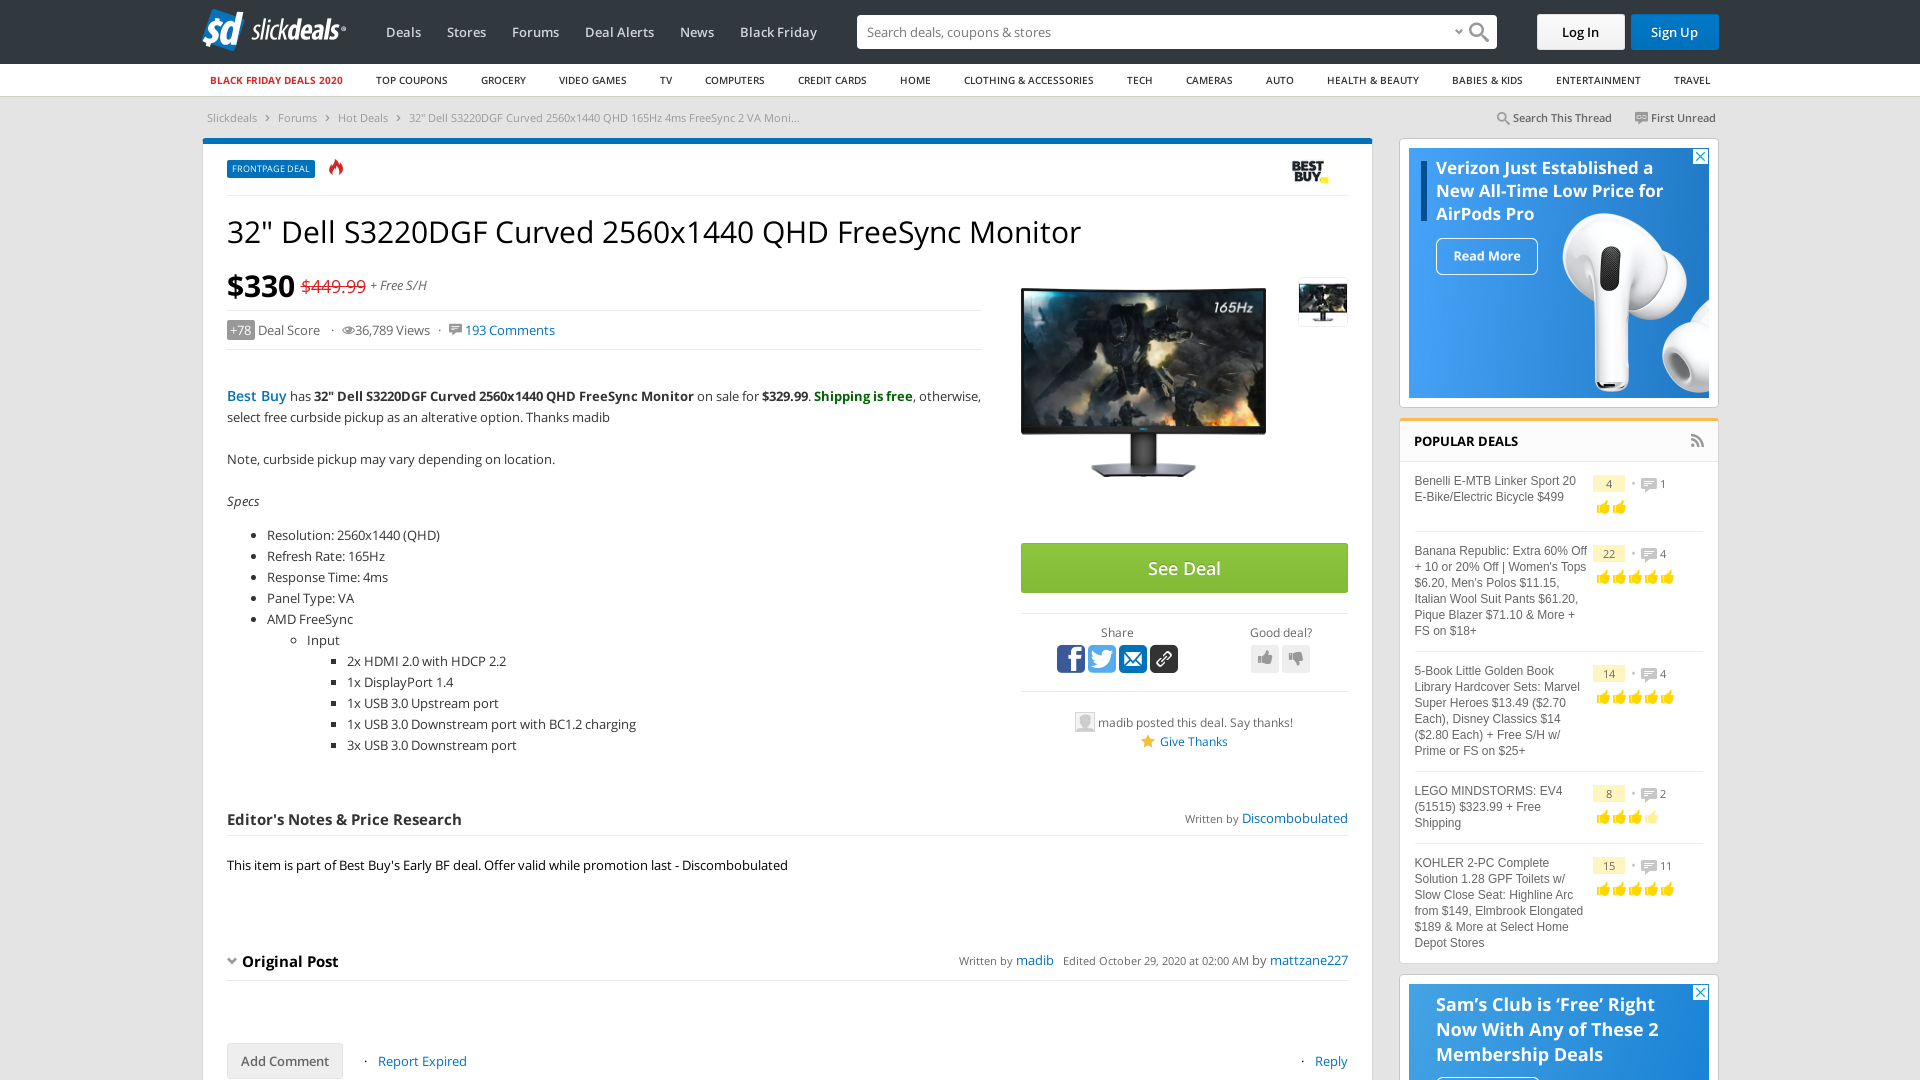 sd slickdeals
Deals
Stores
Forums
Deal Alerts
News
Black Friday
Search deals, coupons & stores
Log In
Sign Up
BLACK FRIDAY DEALS 2020
TOP COUPONS
GROCERY
VIDEO GAMES
TV
COMPUTERS
CREDIT CARDS
HOME
CLOTHING & ACCESSORIES
TECH
CAMERAS
AUTO
HEALTH & BEAUTY
BABIES & KIDS
ENTERTAINMENT
TRAVEL
Slickdeals › Forums › Hot Deals › 32" Dell S3220DGF Curved 2560x1440 QHD 165Hz 4ms FreeSync 2 VA Moni...
Search This Thread
First Unread
FRONTPAGE DEAL
BEST
BUY
32" Dell S3220DGF Curved 2560x1440 QHD FreeSync Monitor
$330 $449.99 + Free S/H
+78 Deal Score · 36,789 Views · 193 Comments
Best Buy has 32" Dell S3220DGF Curved 2560x1440 QHD FreeSync Monitor on sale for $329.99. Shipping is free, otherwise,
select free curbside pickup as an alterative option. Thanks madib
Note, curbside pickup may vary depending on location.
Specs
Resolution: 2560x1440 (QHD)
Refresh Rate: 165Hz
Response Time: 4ms
Panel Type: VA
AMD FreeSync
Input
2x HDMI 2.0 with HDCP 2.2
1x DisplayPort 1.4
1x USB 3.0 Upstream port
1x USB 3.0 Downstream port with BC1.2 charging
3x USB 3.0 Downstream port
165Hz
See Deal
Share
Good deal?
madib posted this deal. Say thanks!
Give Thanks
Editor's Notes & Price Research
Written by Discombobulated
This item is part of Best Buy's Early BF deal. Offer valid while promotion last - Discombobulated
Original Post
Written by madib Edited October 29, 2020 at 02:00 AM by mattzane227
Add Comment
· Report Expired
· Reply
Verizon Just Established a
New All-Time Low Price for
AirPods Pro
Read More
POPULAR DEALS
Benelli E-MTB Linker Sport 20
E-Bike/Electric Bicycle $499
4 • 1
Banana Republic: Extra 60% Off
+ 10 or 20% Off | Women's Tops
$6.20, Men's Polos $11.15,
Italian Wool Suit Pants $61.20,
Pique Blazer $71.10 & More +
FS on $18+
22 • 4
5-Book Little Golden Book
Library Hardcover Sets: Marvel
Super Heroes $13.49 ($2.70
Each), Disney Classics $14
($2.80 Each) + Free S/H w/
Prime or FS on $25+
14 • 4
LEGO MINDSTORMS: EV4
(51515) $323.99 + Free
Shipping
8 • 2
KOHLER 2-PC Complete
Solution 1.28 GPF Toilets w/
Slow Close Seat: Highline Arc
from $149, Elmbrook Elongated
$189 & More at Select Home
Depot Stores
15 • 11
Sam's Club is 'Free' Right
Now With Any of These 2
Membership Deals